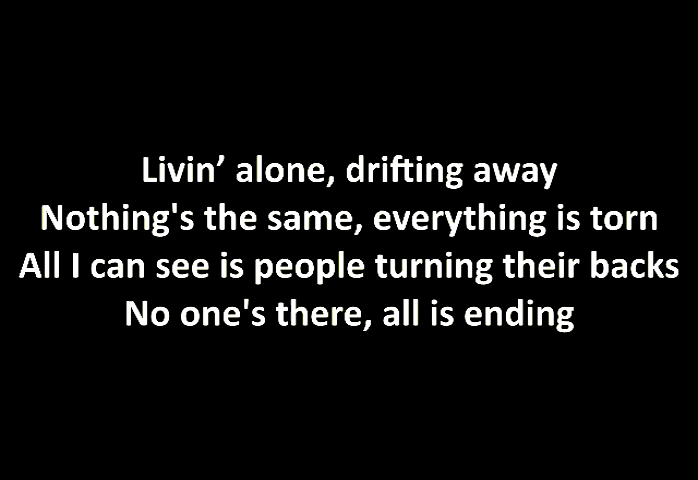 Livin’ alone, drifting away
Nothing's the same, everything is torn
All I can see is people turning their backs
No one's there, all is ending